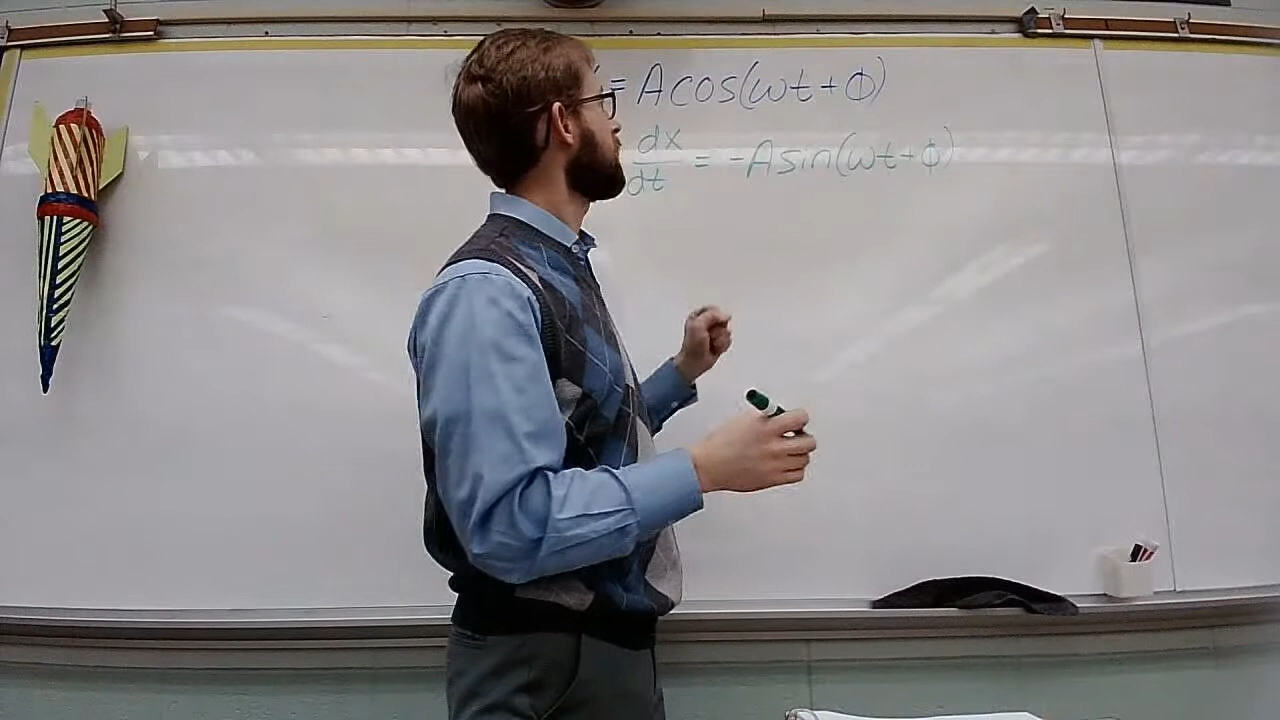 = Acos(ωt+φ)
dx/dt = -Asin(ωt+φ)